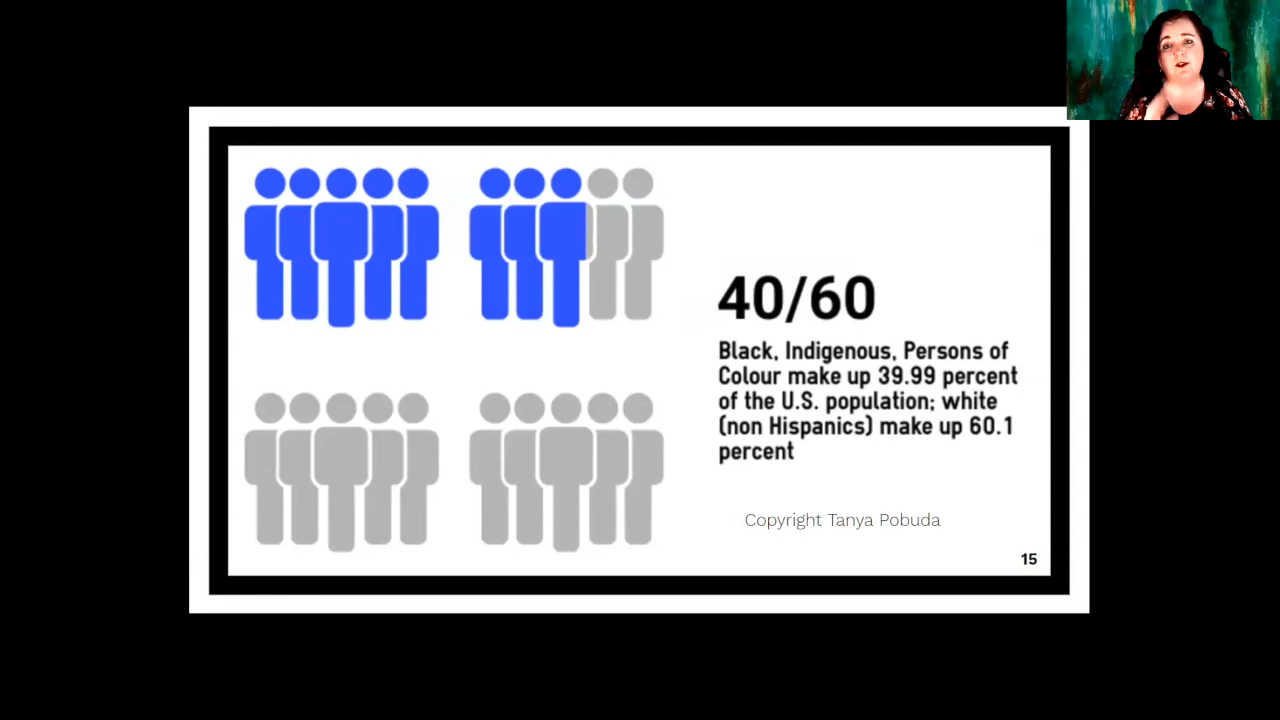 40/60
Black, Indigenous, Persons of
Colour make up 39.99 percent
of the U.S. population; white
(non Hispanics) make up 60.1
percent
Copyright Tanya Pobuda
15